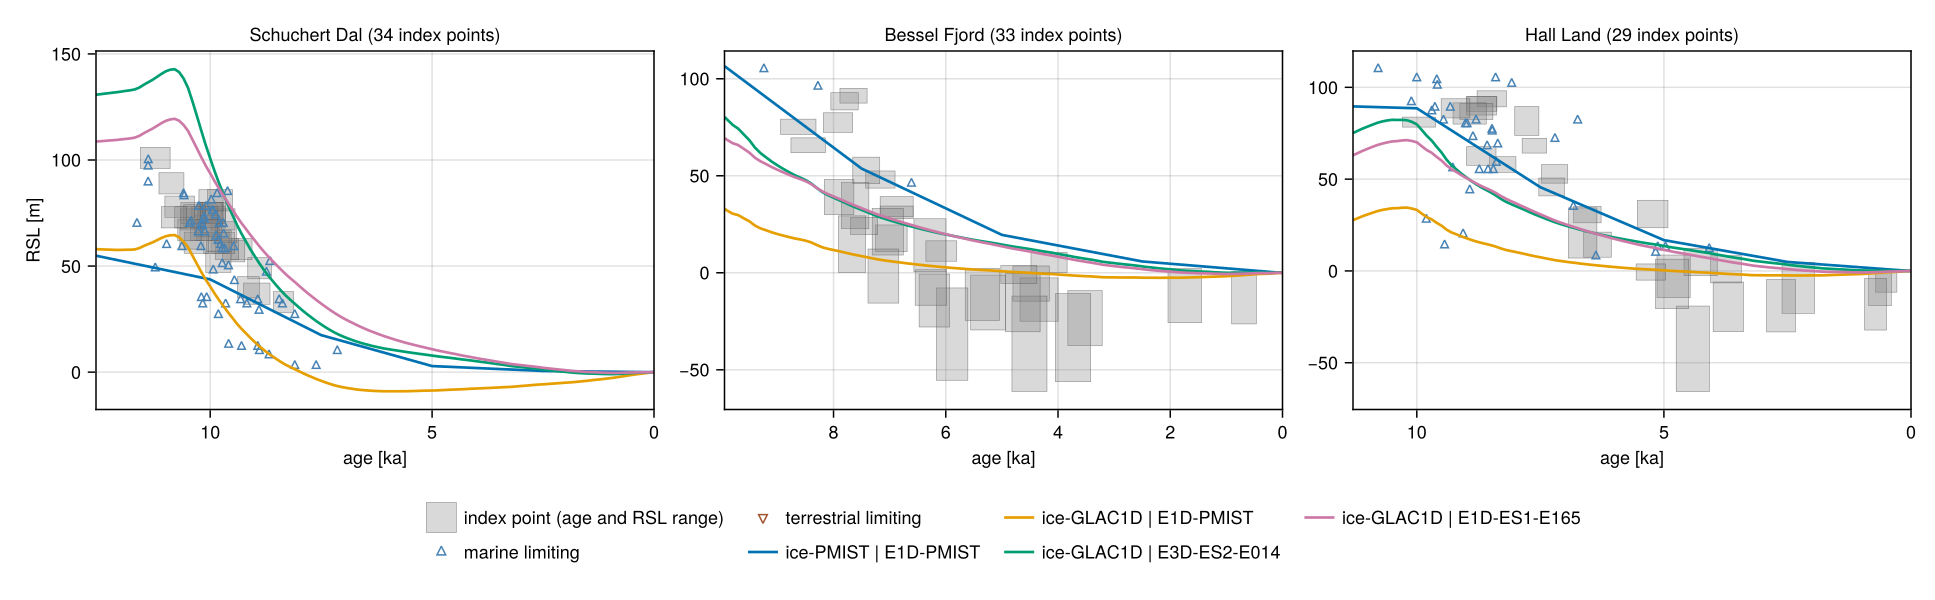 Schuchert Dal (34 index points)
Bessel Fjord (33 index points)
Hall Land (29 index points)
RSL [m]
150
100
50
0
10
5
0
age [ka]
100
50
0
−50
8
6
4
2
0
age [ka]
100
50
0
−50
10
5
0
age [ka]
index point (age and RSL range)
marine limiting
terrestrial limiting
ice-PMIST | E1D-PMIST
ice-GLAC1D | E1D-PMIST
ice-GLAC1D | E3D-ES2-E014
ice-GLAC1D | E1D-ES1-E165